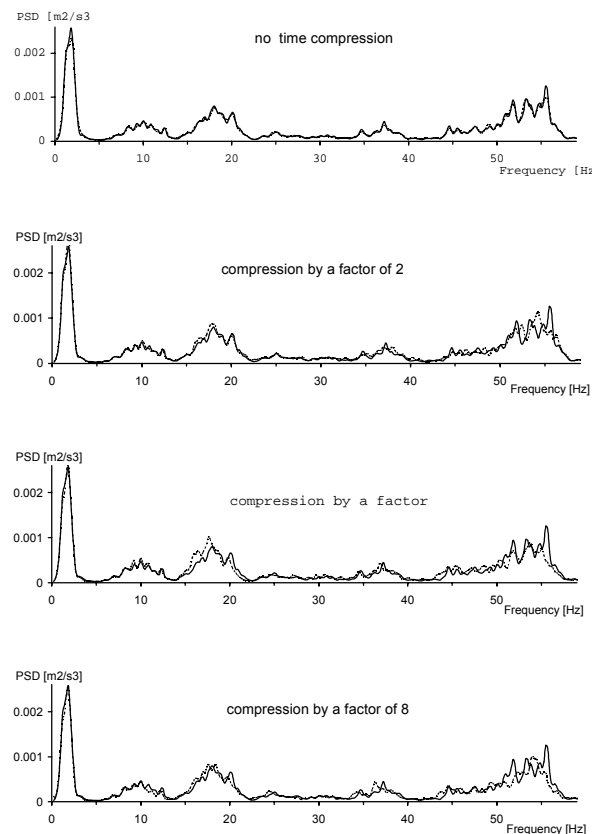 PSD [m2/s3
no time compression
0.002
0.001
0
0 10 20 30 40 50
Frequency [Hz
PSD [m2/s3]
compression by a factor of 2
0.002
0.001
0
0 10 20 30 40 50
Frequency [Hz]
PSD [m2/s3]
compression by a factor
0.002
0.001
0
0 10 20 30 40 50
Frequency [Hz]
PSD [m2/s3]
compression by a factor of 8
0.002
0.001
0
0 10 20 30 40 50
Frequency [Hz]